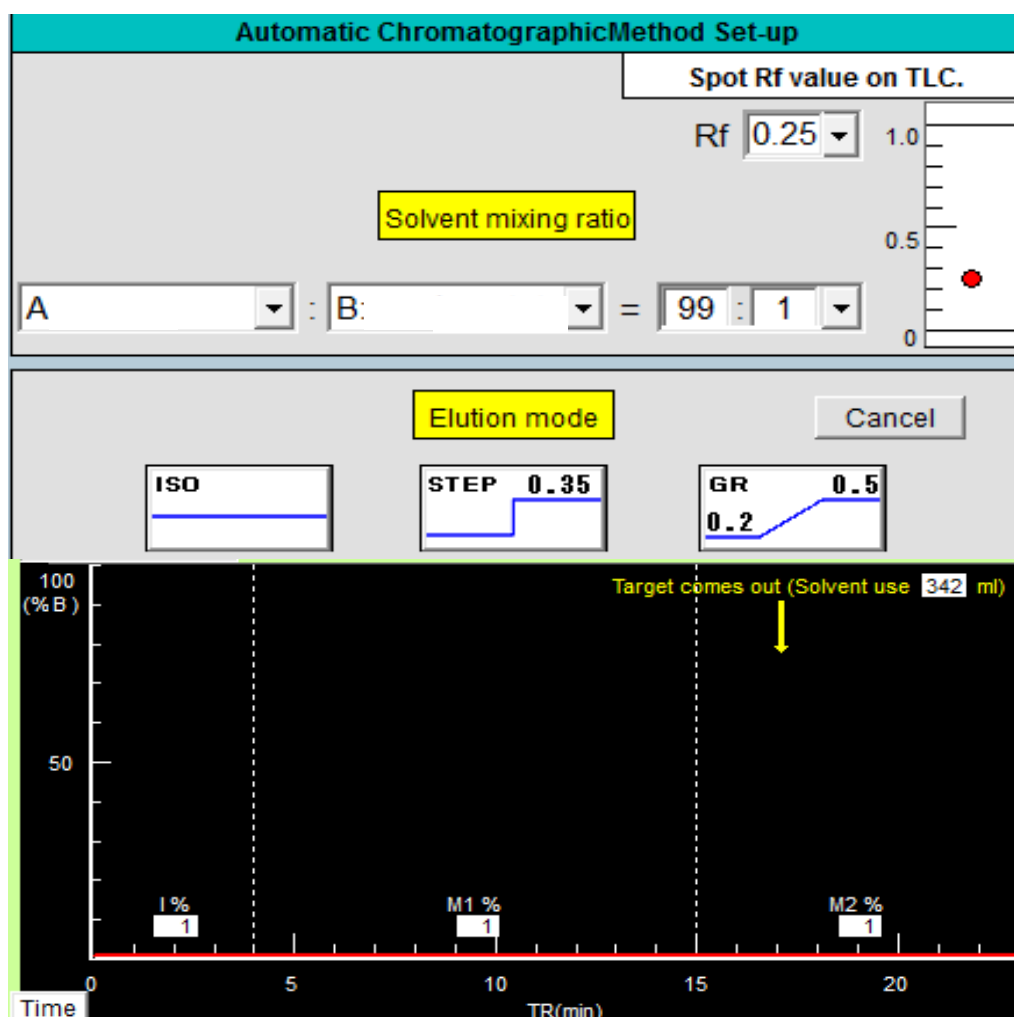 Automatic ChromatographicMethod Set-up
Spot Rf value on TLC.
Rf 0.25
1.0
Solvent mixing ratio
0.5
A : B: = 99 : 1
0
Elution mode
Cancel
ISO
STEP 0.35
GR 0.5
0.2
100
(%B)
Target comes out (Solvent use 342 ml)
50
I % M1 % M2 %
1 1 1
0 5 10 15 20
Time
TR(min)